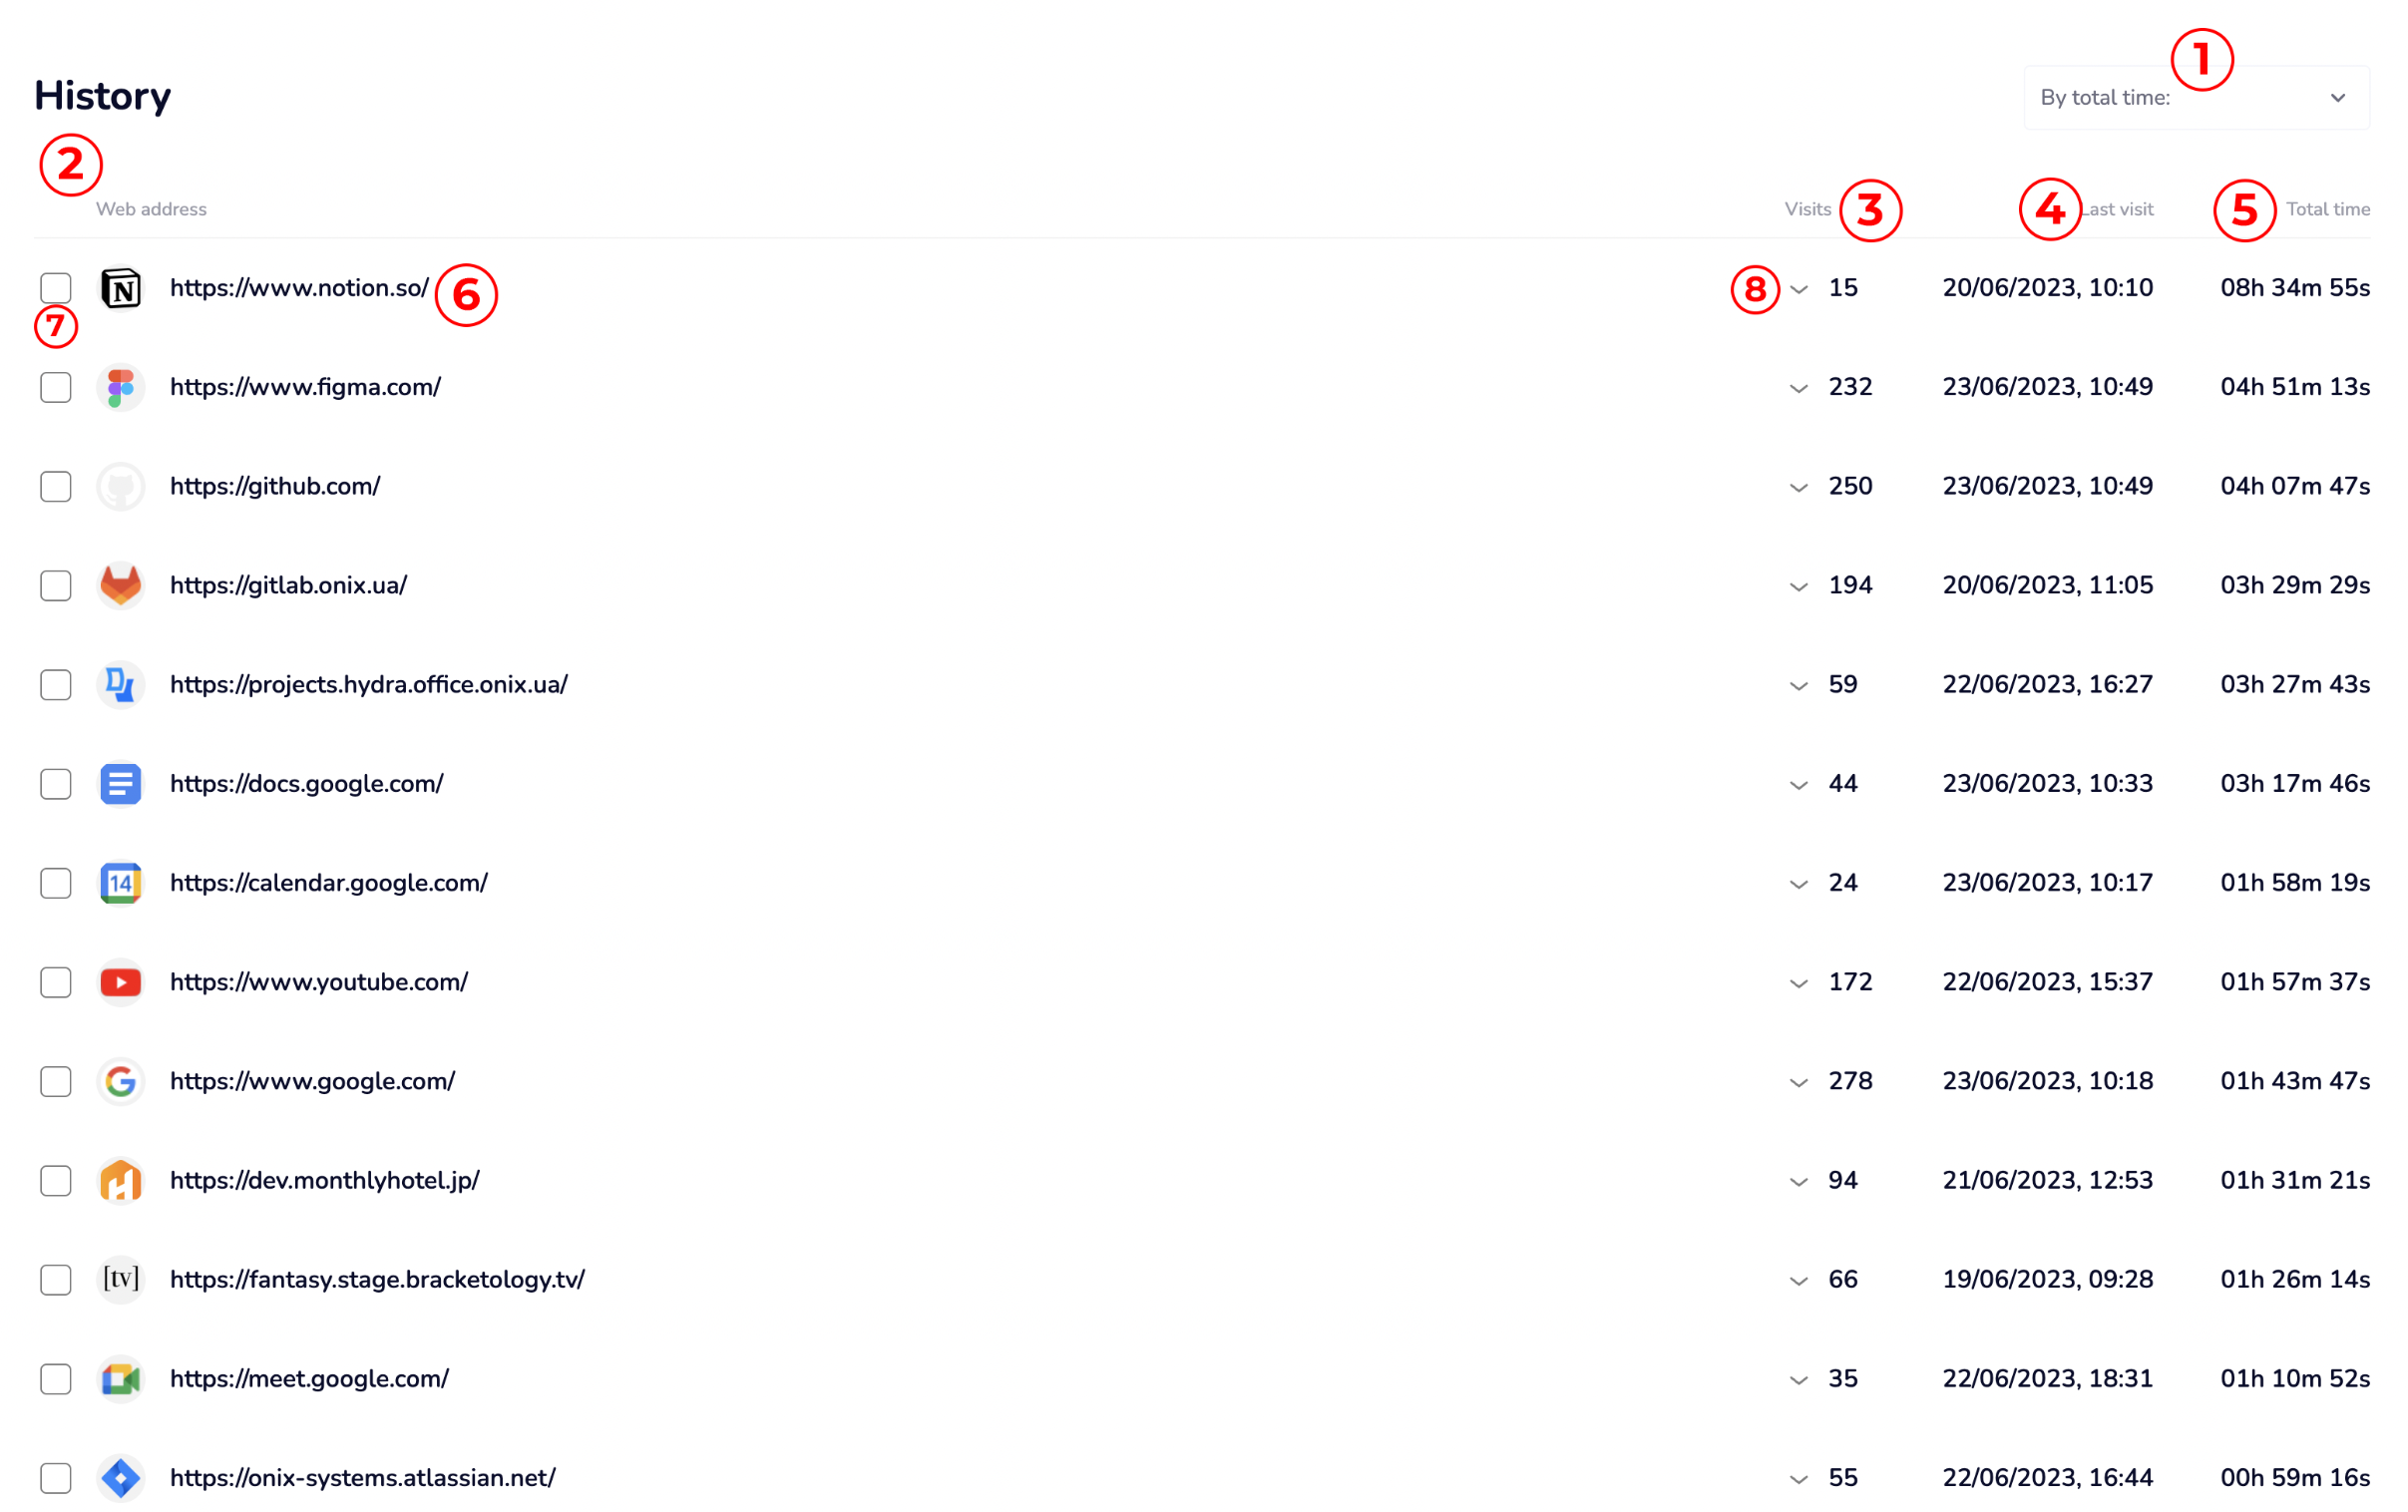 1
History
By total time:
2
Web address
Visits 3
4 Last visit
5 Total time
N https://www.notion.so/ 6
8 15 20/06/2023, 10:10 08h 34m 55s
7
https://www.figma.com/ 232 23/06/2023, 10:49 04h 51m 13s
https://github.com/ 250 23/06/2023, 10:49 04h 07m 47s
https://gitlab.onix.ua/ 194 20/06/2023, 11:05 03h 29m 29s
https://projects.hydra.office.onix.ua/ 59 22/06/2023, 16:27 03h 27m 43s
https://docs.google.com/ 44 23/06/2023, 10:33 03h 17m 46s
14 https://calendar.google.com/ 24 23/06/2023, 10:17 01h 58m 19s
https://www.youtube.com/ 172 22/06/2023, 15:37 01h 57m 37s
G https://www.google.com/ 278 23/06/2023, 10:18 01h 43m 47s
https://dev.monthlyhotel.jp/ 94 21/06/2023, 12:53 01h 31m 21s
[tv] https://fantasy.stage.bracketology.tv/ 66 19/06/2023, 09:28 01h 26m 14s
https://meet.google.com/ 35 22/06/2023, 18:31 01h 10m 52s
https://onix-systems.atlassian.net/ 55 22/06/2023, 16:44 00h 59m 16s